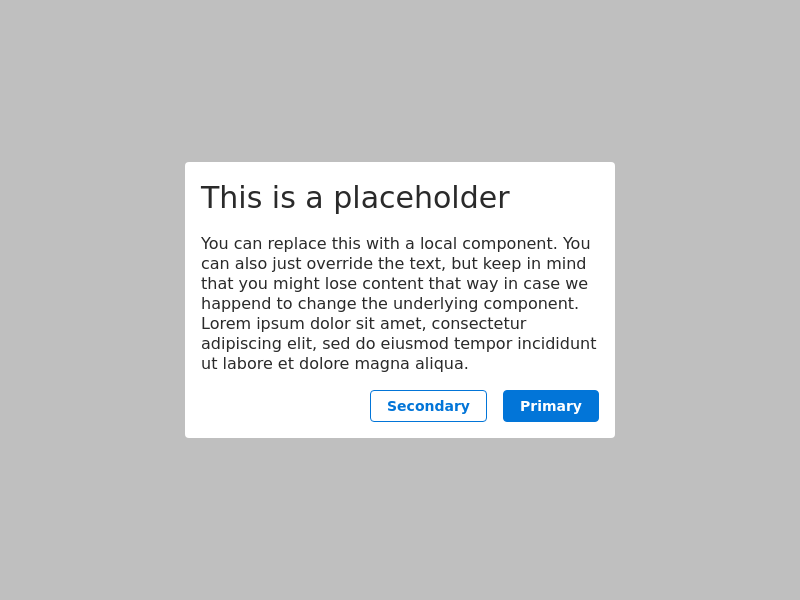 This is a placeholder
You can replace this with a local component. You
can also just override the text, but keep in mind
that you might lose content that way in case we
happend to change the underlying component.
Lorem ipsum dolor sit amet, consectetur
adipiscing elit, sed do eiusmod tempor incididunt
ut labore et dolore magna aliqua.
Secondary
Primary